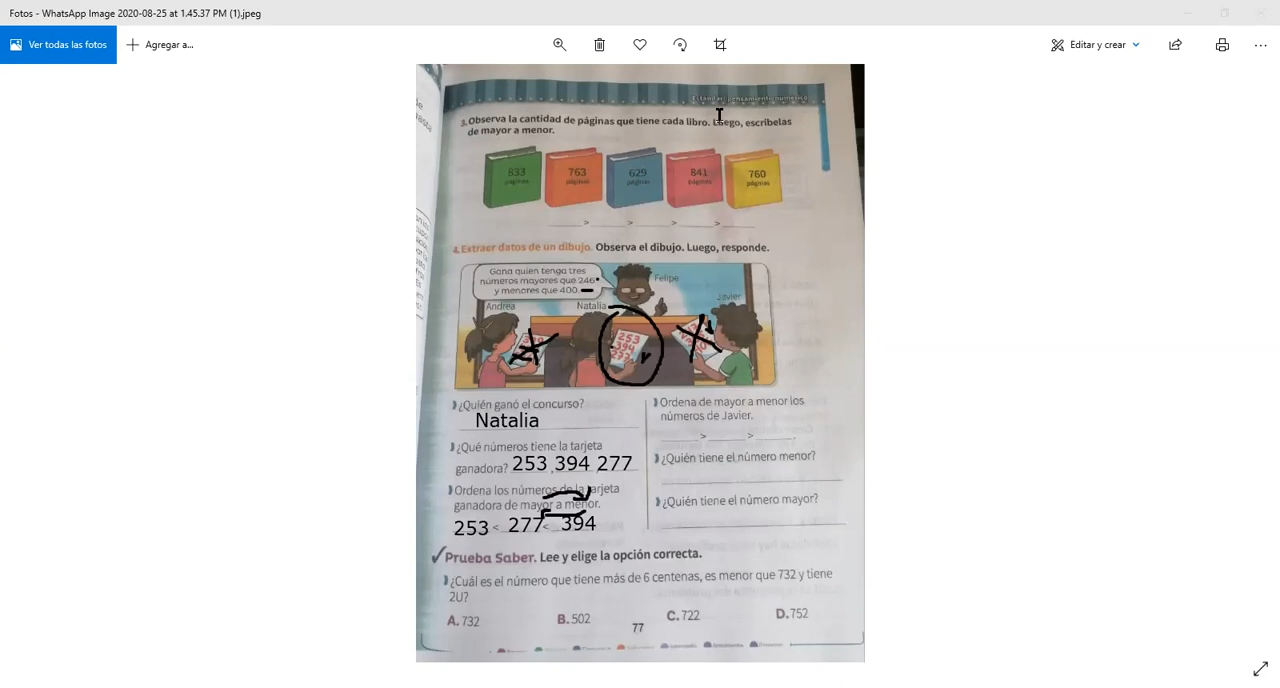 Fotos - WhatsApp Image 2020-08-25 at 1.45.37 PM (1).jpeg
Ver todas las fotos
Agregar a...
Editar y crear
Estándar: pensamiento numérico
3. Observa la cantidad de páginas que tiene cada libro. Luego, escríbelas
de mayor a menor.
833 páginas
763 páginas
629 páginas
841 páginas
760 páginas
> > > >
4. Extraer datos de un dibujo. Observa el dibujo. Luego, responde.
Gana quien tenga tres
números mayores que 246
y menores que 400.
Felipe
Javier
Andrea
Natalia
253
394
277
¿Quién ganó el concurso?
Natalia
¿Qué números tiene la tarjeta
ganadora? 253 , 394 , 277
Ordena los números de la tarjeta
ganadora de mayor a menor.
253 < 277 < 394
Ordena de mayor a menor los
números de Javier.
> > .
¿Quién tiene el número menor?
¿Quién tiene el número mayor?
Prueba Saber. Lee y elige la opción correcta.
¿Cuál es el número que tiene más de 6 centenas, es menor que 732 y tiene
2U?
A. 732
B. 502
C. 722
D. 752
77